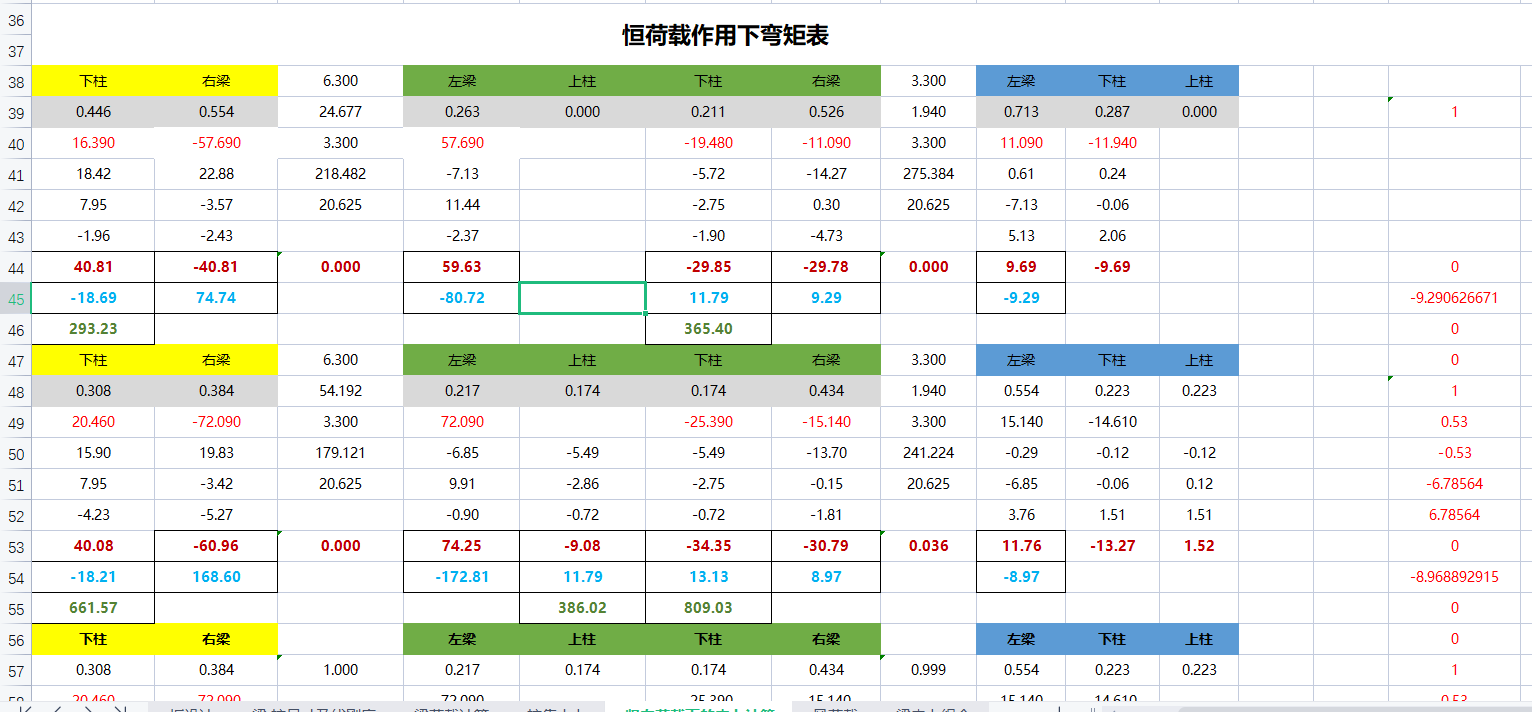 36
37
恒荷载作用下弯矩表
38 下柱 右梁 6.300 左梁 上柱 下柱 右梁 3.300 左梁 下柱 上柱
39 0.446 0.554 24.677 0.263 0.000 0.211 0.526 1.940 0.713 0.287 0.000 1
40 16.390 -57.690 3.300 57.690 -19.480 -11.090 3.300 11.090 -11.940
41 18.42 22.88 218.482 -7.13 -5.72 -14.27 275.384 0.61 0.24
42 7.95 -3.57 20.625 11.44 -2.75 0.30 20.625 -7.13 -0.06
43 -1.96 -2.43 -2.37 -1.90 -4.73 5.13 2.06
44 40.81 -40.81 0.000 59.63 -29.85 -29.78 0.000 9.69 -9.69 0
45 -18.69 74.74 -80.72 11.79 9.29 -9.29 -9.290626671
46 293.23 365.40 0
47 下柱 右梁 6.300 左梁 上柱 下柱 右梁 3.300 左梁 下柱 上柱 0
48 0.308 0.384 54.192 0.217 0.174 0.174 0.434 1.940 0.554 0.223 0.223 1
49 20.460 -72.090 3.300 72.090 -25.390 -15.140 3.300 15.140 -14.610 0.53
50 15.90 19.83 179.121 -6.85 -5.49 -5.49 -13.70 241.224 -0.29 -0.12 -0.12 -0.53
51 7.95 -3.42 20.625 9.91 -2.86 -2.75 -0.15 20.625 -6.85 -0.06 0.12 -6.78564
52 -4.23 -5.27 -0.90 -0.72 -0.72 -1.81 3.76 1.51 1.51 6.78564
53 40.08 -60.96 0.000 74.25 -9.08 -34.35 -30.79 0.036 11.76 -13.27 1.52 0
54 -18.21 168.60 -172.81 11.79 13.13 8.97 -8.97 -8.968892915
55 661.57 386.02 809.03 0
56 下柱 右梁 左梁 上柱 下柱 右梁 左梁 下柱 上柱 0
57 0.308 0.384 1.000 0.217 0.174 0.174 0.434 0.999 0.554 0.223 0.223 1